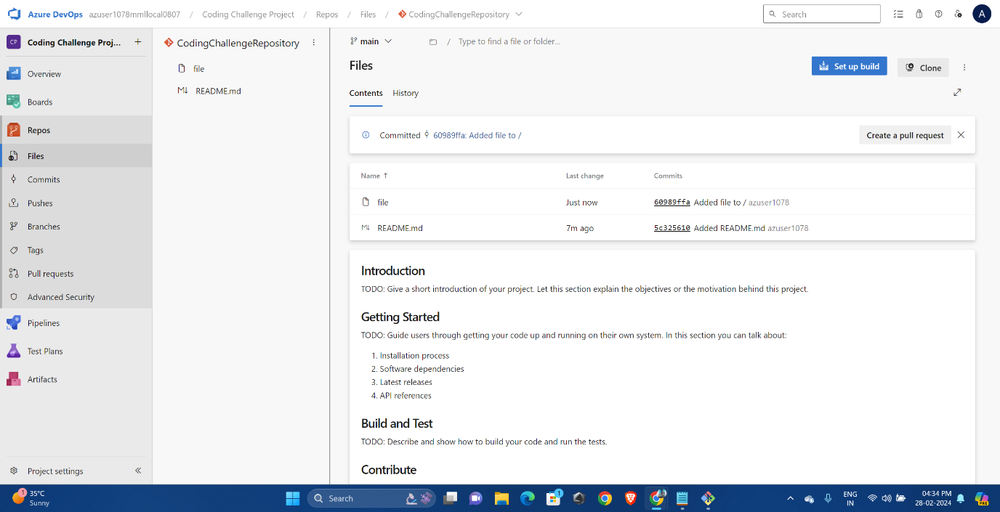 Azure DevOps azuser1078mmllocal0807 / Coding Challenge Project / Repos / Files / CodingChallengeRepository
Search
A
CP Coding Challenge Proj... +
Overview
Boards
Repos
Files
Commits
Pushes
Branches
Tags
Pull requests
Advanced Security
Pipelines
Test Plans
Artifacts
Project settings
CodingChallengeRepository
file
README.md
main / Type to find a file or folder...
Files
Set up build
Clone
Contents History
Committed 60989ffa: Added file to /
Create a pull request
Name ↑ Last change Commits
file Just now 60989ffa Added file to / azuser1078
README.md 7m ago 5c325610 Added README.md azuser1078
Introduction
TODO: Give a short introduction of your project. Let this section explain the objectives or the motivation behind this project.
Getting Started
TODO: Guide users through getting your code up and running on their own system. In this section you can talk about:
1. Installation process
2. Software dependencies
3. Latest releases
4. API references
Build and Test
TODO: Describe and show how to build your code and run the tests.
Contribute
1
35°C
Sunny
Search
1
ENG
IN
04:34 PM
28-02-2024
PRE